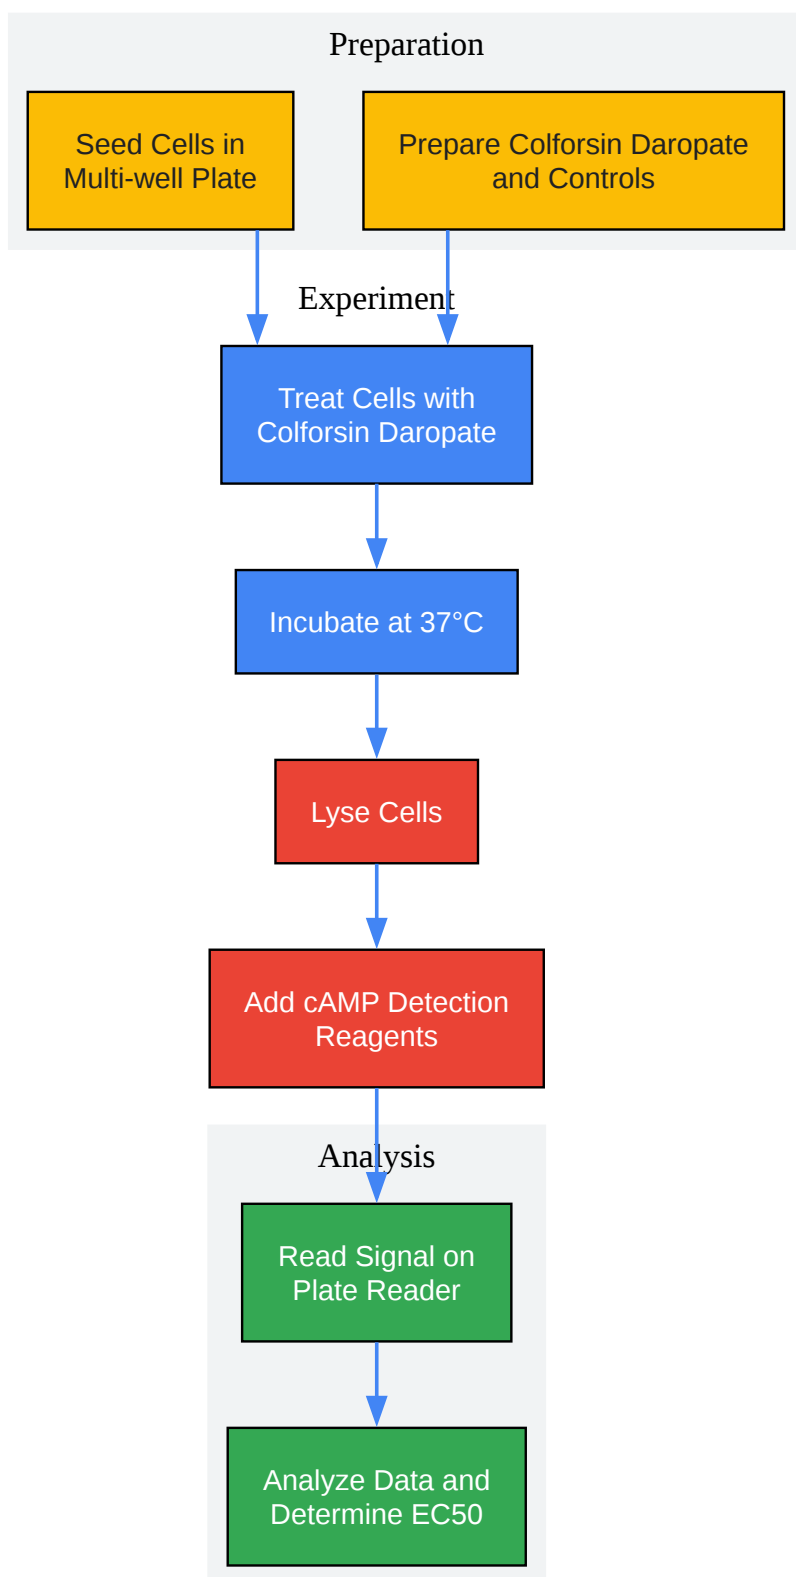 Preparation
Seed Cells in
Multi-well Plate
Prepare Colforsin Daropate
and Controls
Experiment
Treat Cells with
Colforsin Daropate
Incubate at 37°C
Lyse Cells
Add cAMP Detection
Reagents
Analysis
Read Signal on
Plate Reader
Analyze Data and
Determine EC50